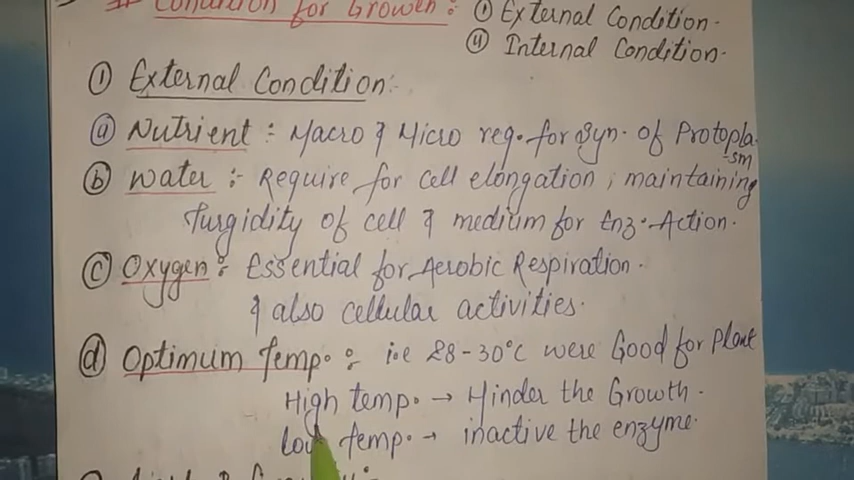 # Condition for Growth : ① External Condition.
② Internal Condition.
① External Condition :-
ⓐ Nutrient : Macro & Micro req. for Syn. of Protopla-
-sm
ⓑ Water :- Require for cell elongation ; maintaining
Turgidity of cell & medium for Enz. Action.
ⓒ Oxygen : Essential for Aerobic Respiration.
& also cellular activities.
ⓓ Optimum Temp. : i.e 28-30°C were Good for plant
High temp. → Hinder the Growth.
Low temp. → inactive the enzyme.